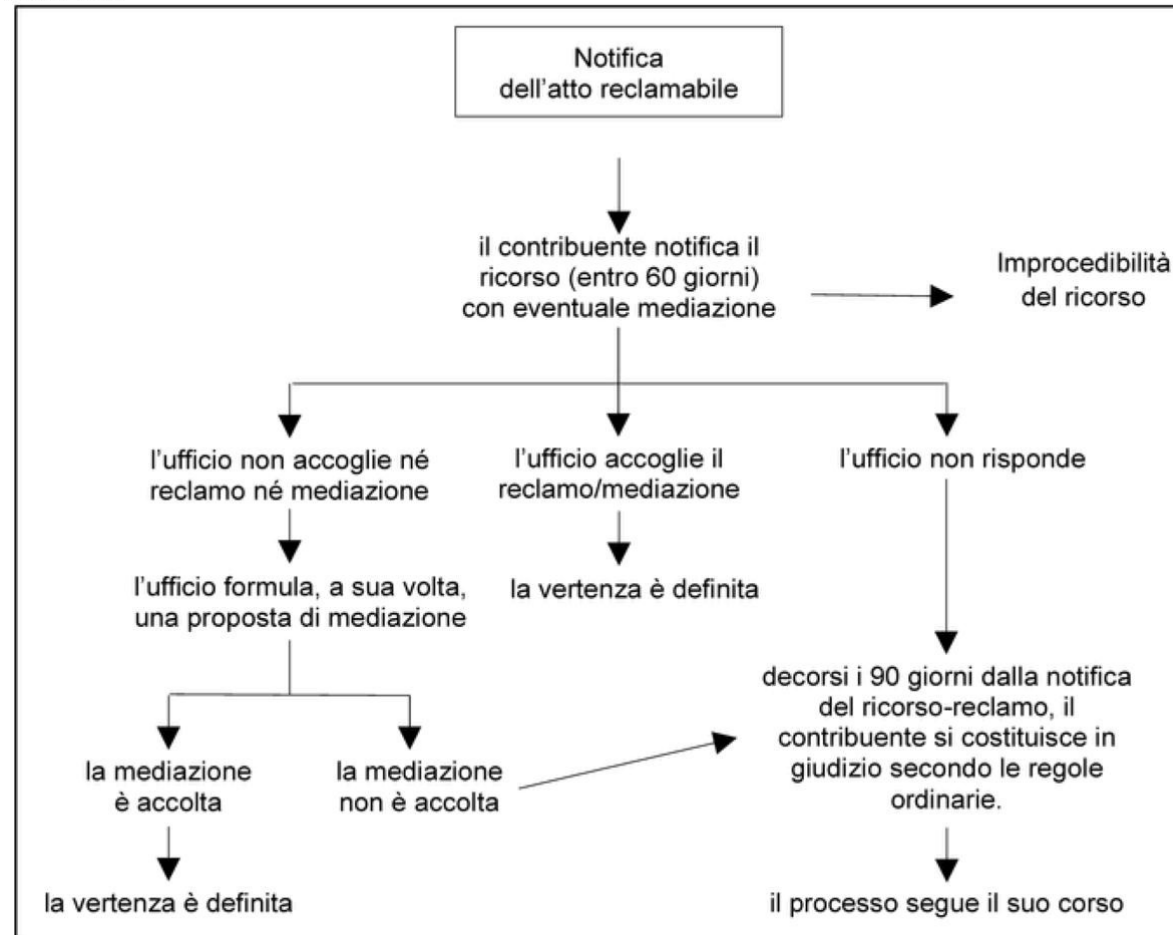 Notifica
dell'atto reclamabile
il contribuente notifica il
ricorso (entro 60 giorni)
con eventuale mediazione
Improcedibilità
del ricorso
l'ufficio non accoglie né
reclamo né mediazione
l'ufficio accoglie il
reclamo/mediazione
l'ufficio non risponde
l'ufficio formula, a sua volta,
una proposta di mediazione
la vertenza è definita
decorsi i 90 giorni dalla notifica
del ricorso-reclamo, il
contribuente si costituisce in
giudizio secondo le regole
ordinarie.
la mediazione
è accolta
la mediazione
non è accolta
la vertenza è definita
il processo segue il suo corso